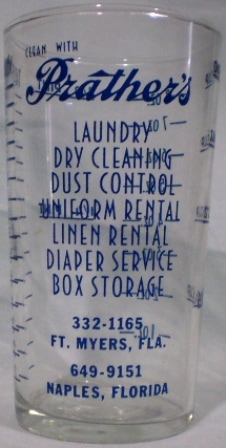 CLEAN WITH
Prather's
LAUNDRY
DRY CLEANING
DUST CONTROL
UNIFORM RENTAL
LINEN RENTAL
DIAPER SERVICE
BOX STORAGE
332-1165
FT. MYERS, FLA.
649-9151
NAPLES, FLORIDA